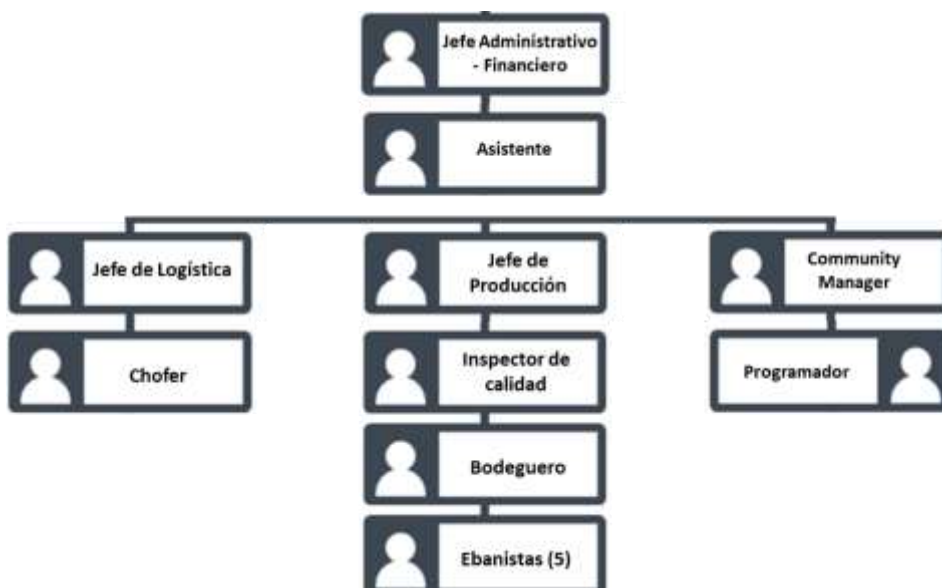 Jefe Administrativo
- Financiero
Asistente
Jefe de Logística
Jefe de
Producción
Community
Manager
Chofer
Inspector de
calidad
Programador
Bodeguero
Ebanistas (5)